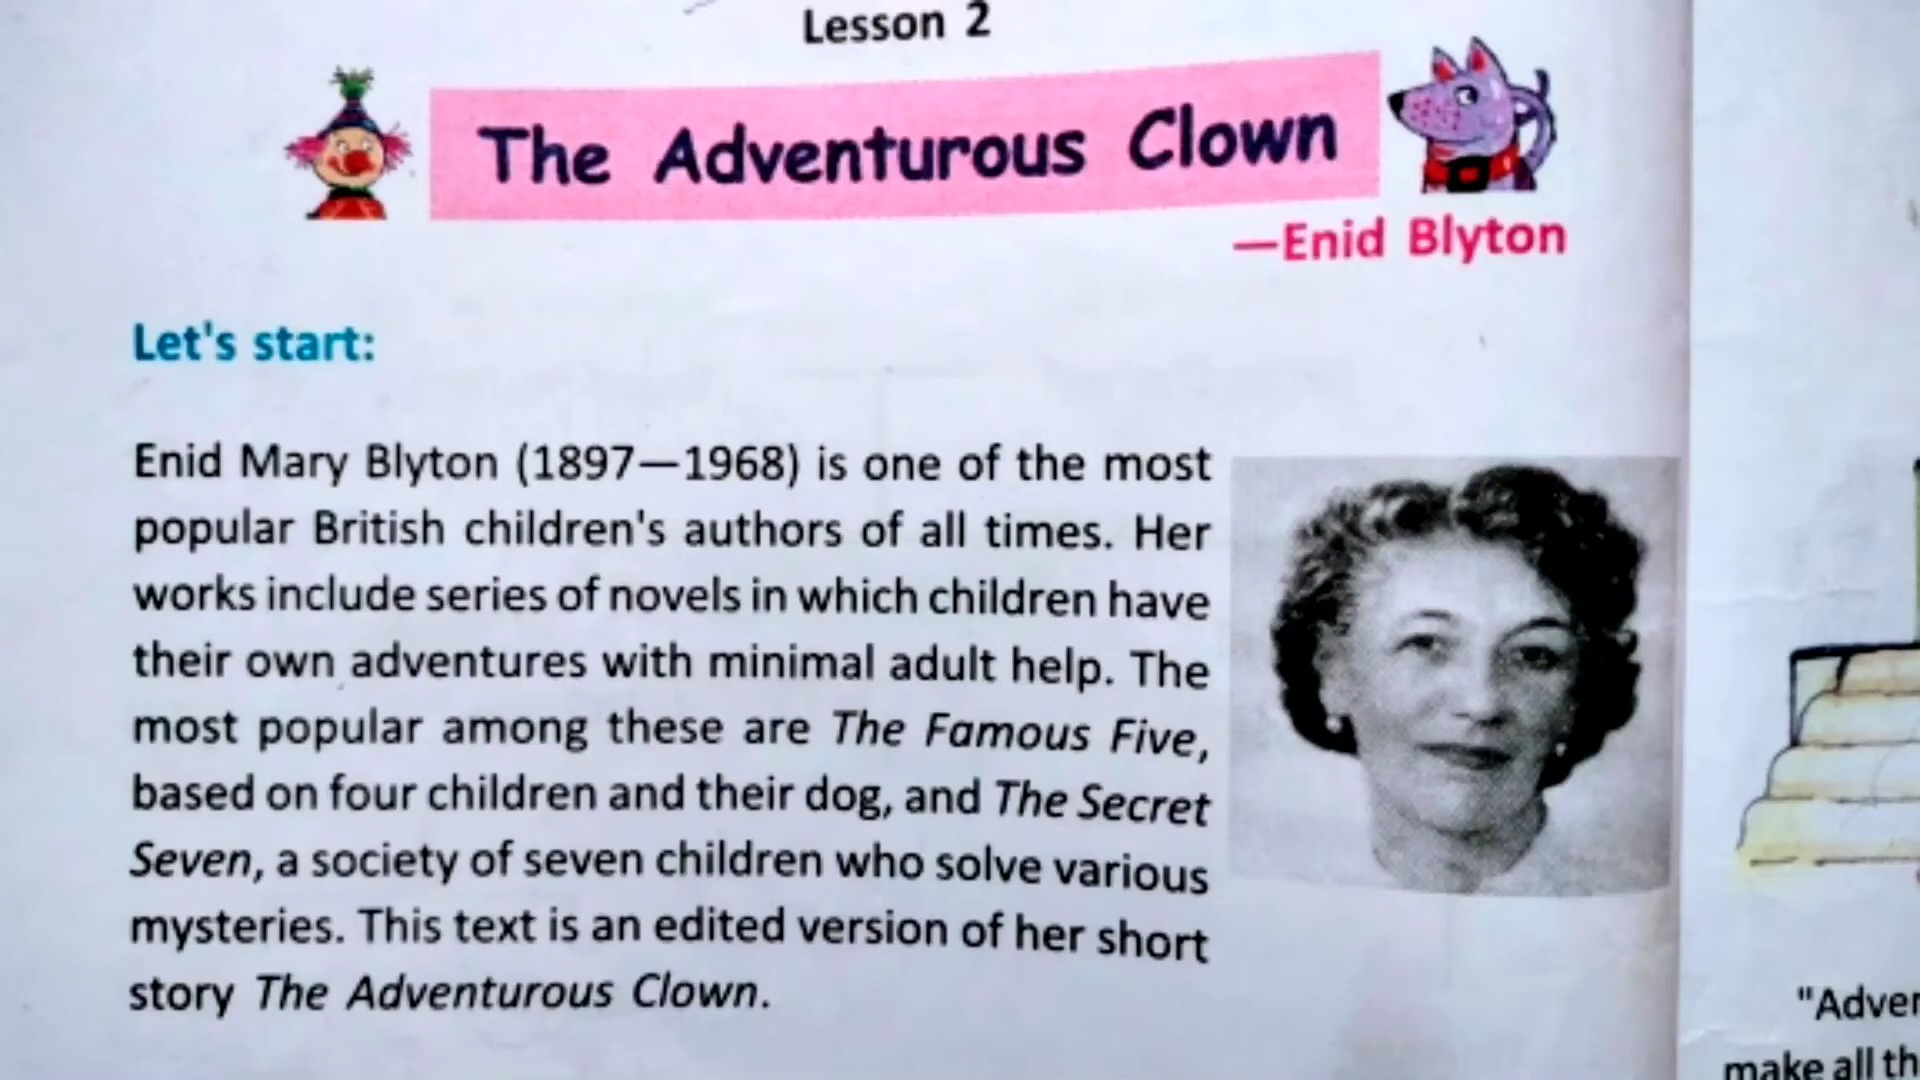 Lesson 2
The Adventurous Clown
—Enid Blyton
Let's start:
Enid Mary Blyton (1897—1968) is one of the most
popular British children's authors of all times. Her
works include series of novels in which children have
their own adventures with minimal adult help. The
most popular among these are The Famous Five,
based on four children and their dog, and The Secret
Seven, a society of seven children who solve various
mysteries. This text is an edited version of her short
story The Adventurous Clown.
make all